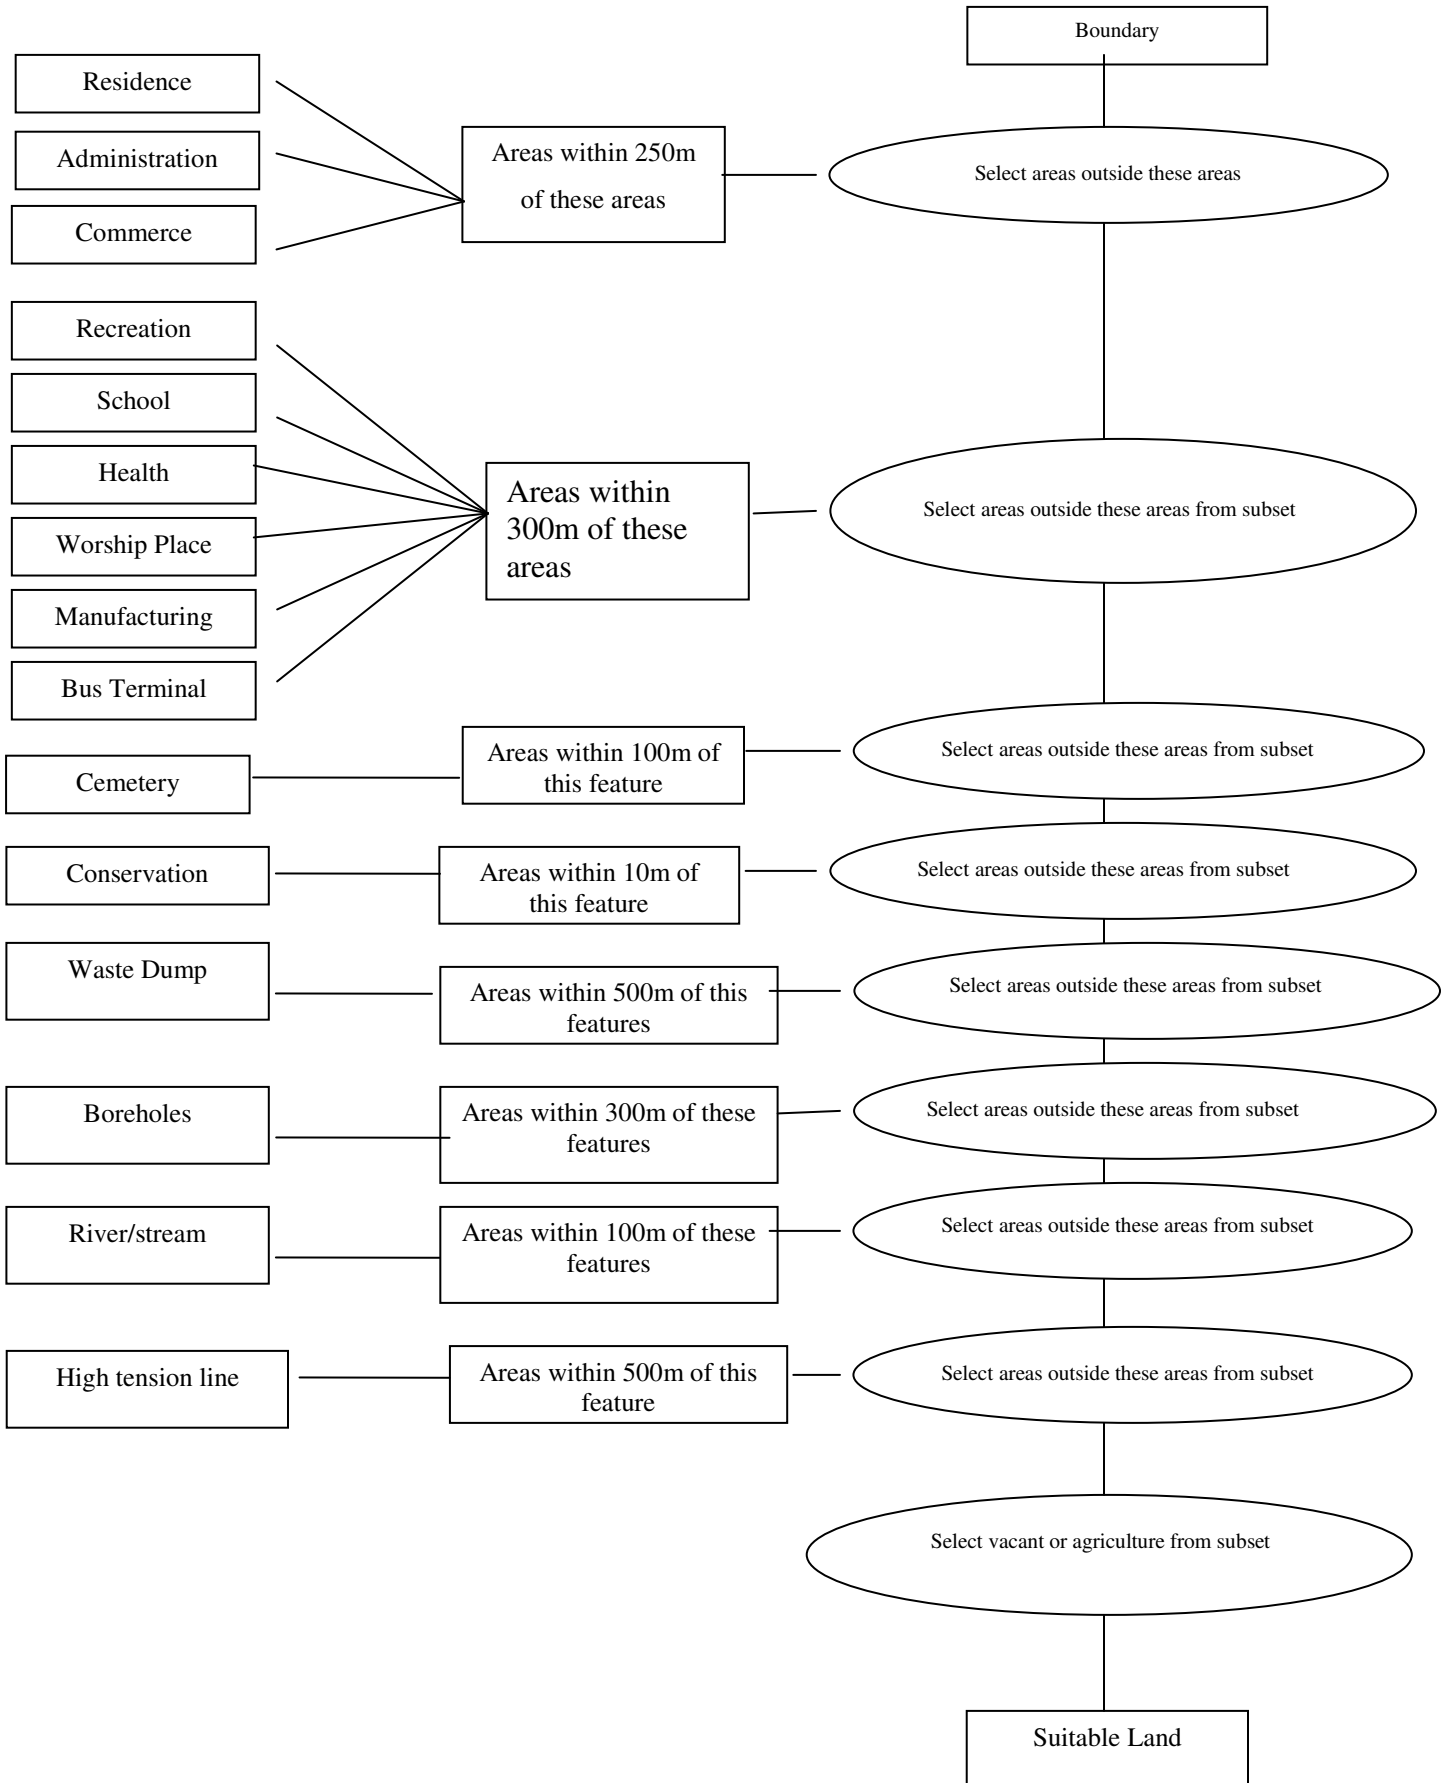 Boundary
Residence
Administration
Commerce
Areas within 250m
of these areas
Select areas outside these areas
Recreation
School
Health
Worship Place
Manufacturing
Bus Terminal
Areas within
300m of these
areas
Select areas outside these areas from subset
Cemetery
Areas within 100m of
this feature
Select areas outside these areas from subset
Conservation
Areas within 10m of
this feature
Select areas outside these areas from subset
Waste Dump
Areas within 500m of this
features
Select areas outside these areas from subset
Boreholes
Areas within 300m of these
features
Select areas outside these areas from subset
River/stream
Areas within 100m of these
features
Select areas outside these areas from subset
High tension line
Areas within 500m of this
feature
Select areas outside these areas from subset
Select vacant or agriculture from subset
Suitable Land